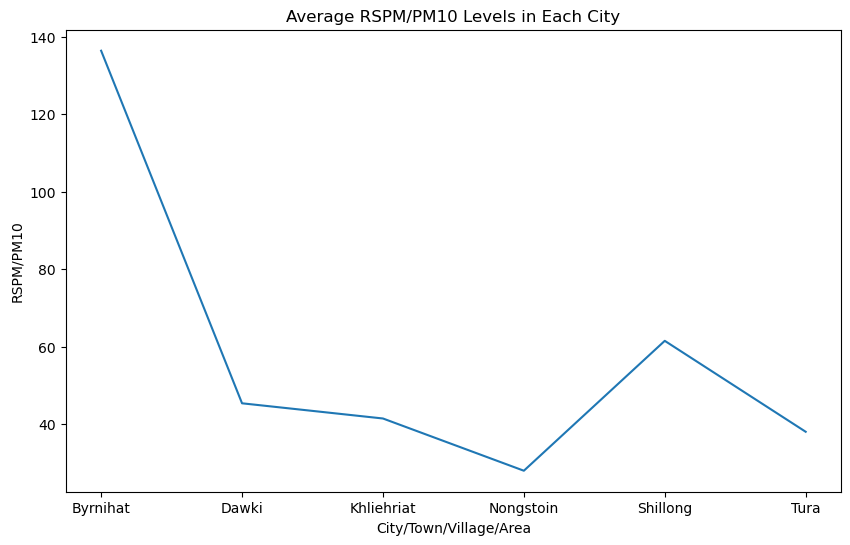 Average RSPM/PM10 Levels in Each City
140
120
100
80
60
40
RSPM/PM10
Byrnihat Dawki Khliehriat Nongstoin Shillong Tura
City/Town/Village/Area